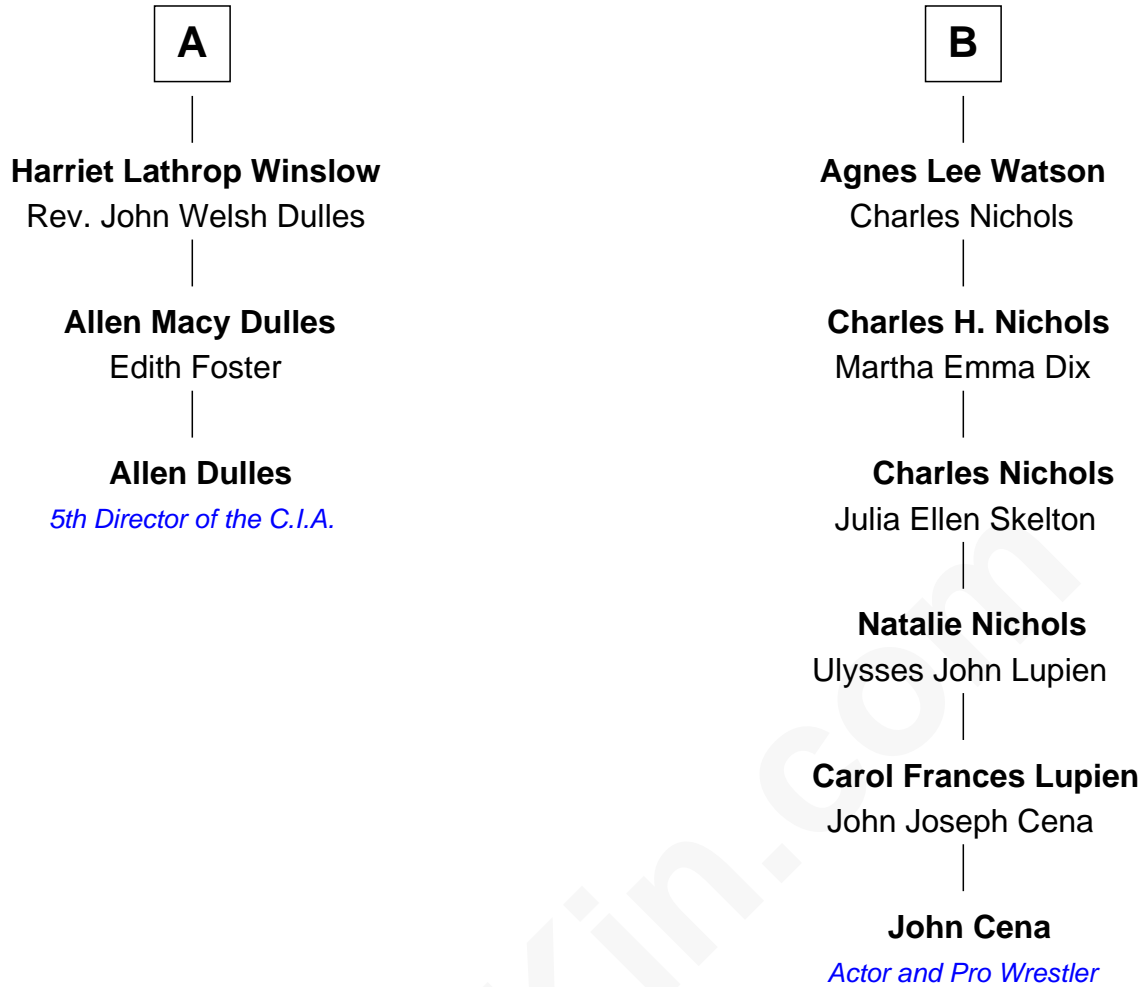 A
Harriet Lathrop Winslow
Rev. John Welsh Dulles
Allen Macy Dulles
Edith Foster
Allen Dulles
5th Director of the C.I.A.
B
Agnes Lee Watson
Charles Nichols
Charles H. Nichols
Martha Emma Dix
Charles Nichols
Julia Ellen Skelton
Natalie Nichols
Ulysses John Lupien
Carol Frances Lupien
John Joseph Cena
John Cena
Actor and Pro Wrestler
Kin.com